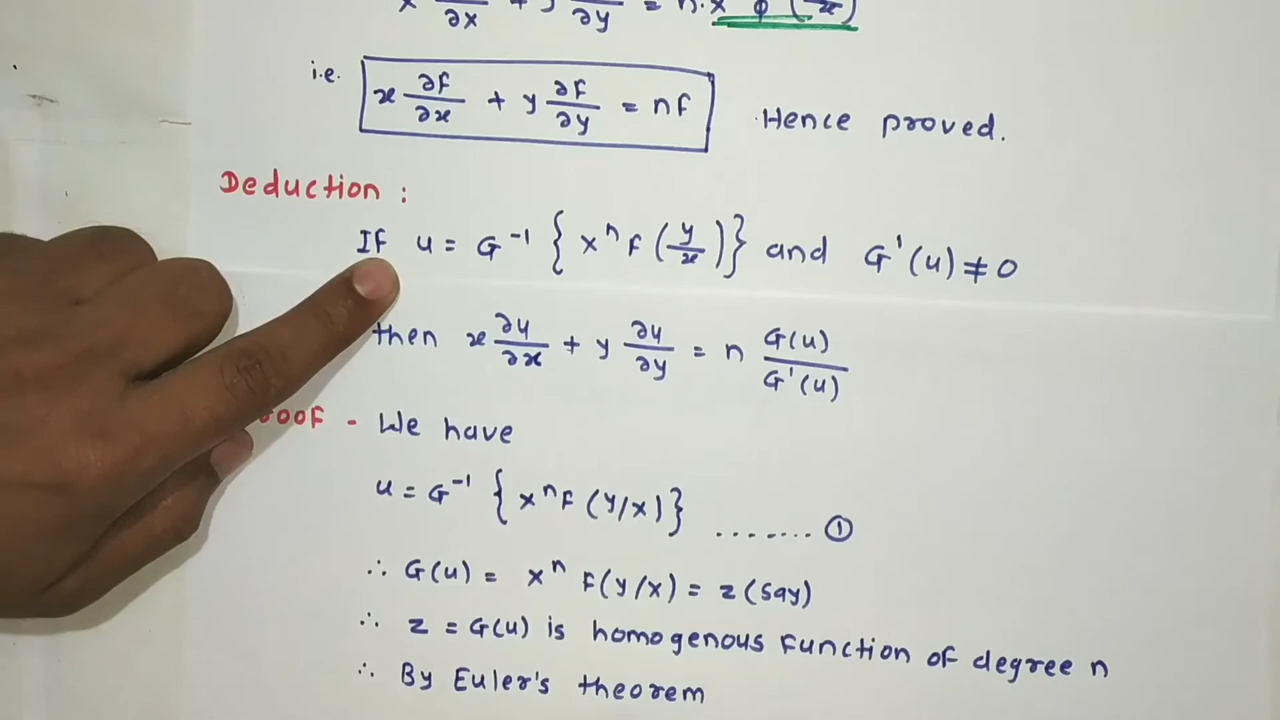 x ∂f/∂x + y ∂f/∂y = nf
i.e. x ∂f/∂x + y ∂f/∂y = nf Hence proved.
Deduction :
If u = G⁻¹ { xⁿ f (y/x) } and G'(u) ≠ 0
then x ∂u/∂x + y ∂u/∂y = n G(u)/G'(u)
We have
u = G⁻¹ { xⁿ f (y/x) } ....... ①
∴ G(u) = xⁿ f(y/x) = z (say)
∴ z = G(u) is homogenous function of degree n
∴ By Euler's theorem